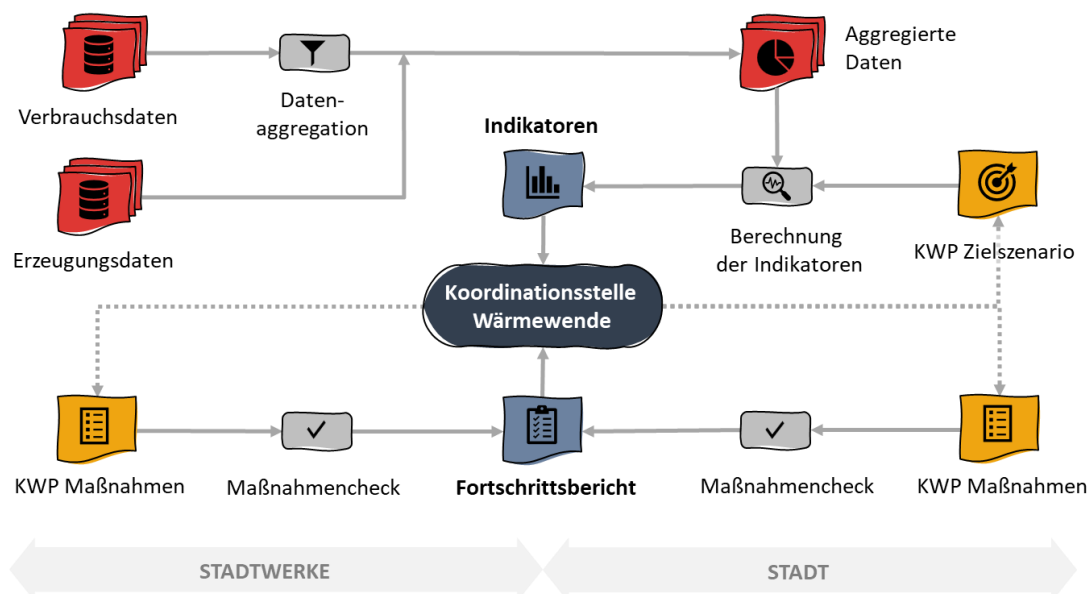 Verbrauchsdaten
Daten-
aggregation
Aggregierte
Daten
Indikatoren
Erzeugungsdaten
Berechnung
der Indikatoren
KWP Zielszenario
Koordinationsstelle
Wärmewende
KWP Maßnahmen
Maßnahmencheck
Fortschrittsbericht
Maßnahmencheck
KWP Maßnahmen
STADTWERKE
STADT